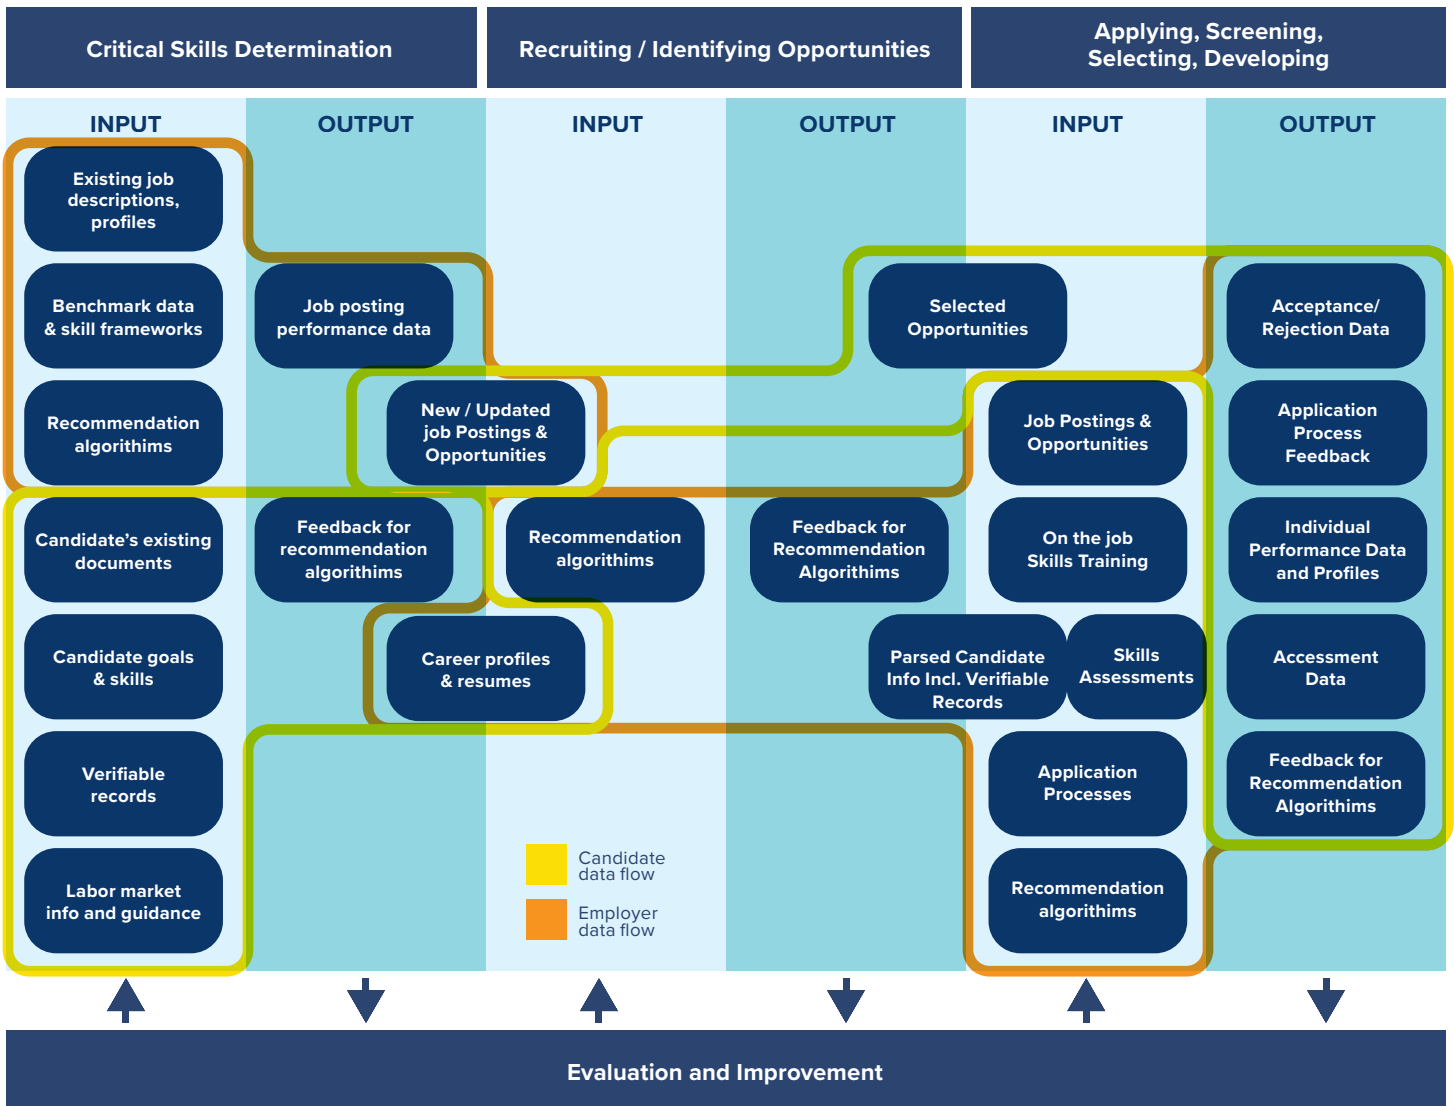 Critical Skills Determination
Recruiting / Identifying Opportunities
Applying, Screening,
Selecting, Developing
INPUT
OUTPUT
INPUT
OUTPUT
INPUT
OUTPUT
Existing job
descriptions,
profiles
Benchmark data
& skill frameworks
Job posting
performance data
Selected
Opportunities
Acceptance/
Rejection Data
Recommendation
algorithims
New / Updated
job Postings &
Opportunities
Job Postings &
Opportunities
Application
Process
Feedback
Candidate's existing
documents
Feedback for
recommendation
algorithims
Recommendation
algorithims
Feedback for
Recommendation
Algorithims
On the job
Skills Training
Individual
Performance Data
and Profiles
Candidate goals
& skills
Career profiles
& resumes
Parsed Candidate
Info Incl. Verifiable
Records
Skills
Assessments
Accessment
Data
Verifiable
records
Application
Processes
Feedback for
Recommendation
Algorithims
Labor market
info and guidance
Candidate
data flow
Employer
data flow
Recommendation
algorithims
Evaluation and Improvement